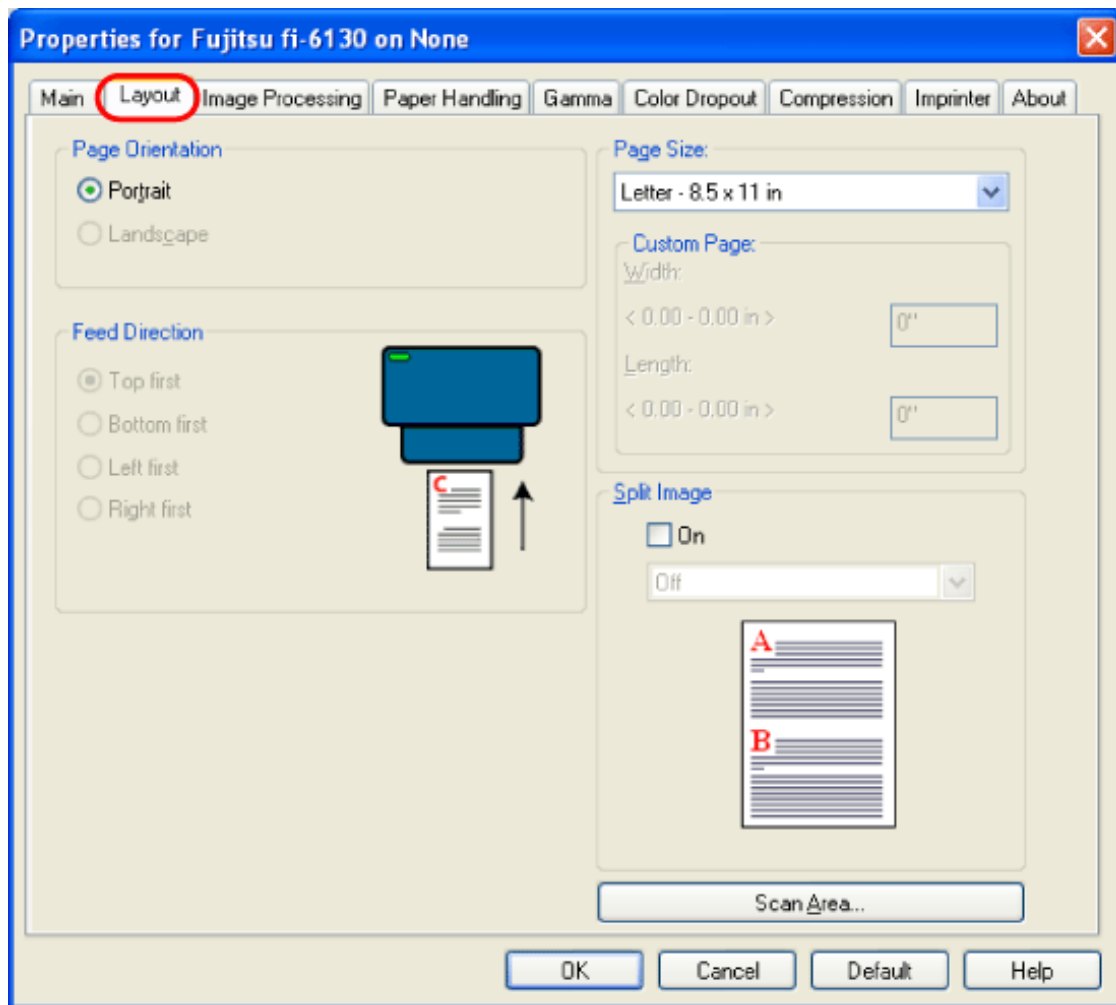 Properties for Fujitsu fi-6130 on None
Main Layout Image Processing Paper Handling Gamma Color Dropout Compression Imprinter About
Page Orientation
Portrait
Landscape
Feed Direction
Top first
Bottom first
Left first
Right first
C
Page Size:
Letter - 8.5 x 11 in
Custom Page:
Width:
< 0.00 - 0.00 in > 0"
Length:
< 0.00 - 0.00 in > 0"
Split Image
On
Off
A
B
Scan Area...
OK Cancel Default Help